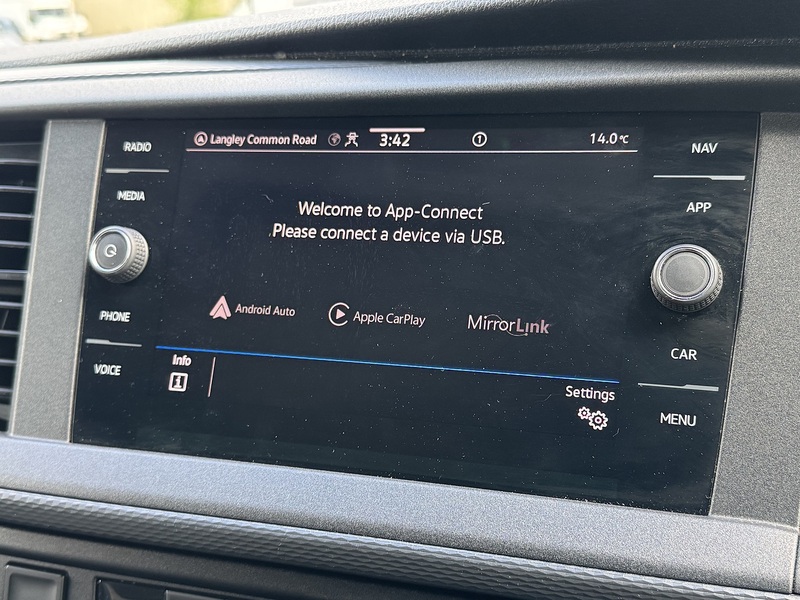 RADIO
MEDIA
PHONE
VOICE
Langley Common Road 3:42 1 14.0°C
Welcome to App-Connect
Please connect a device via USB.
Android Auto Apple CarPlay MirrorLink
Info
Settings
NAV
APP
CAR
MENU